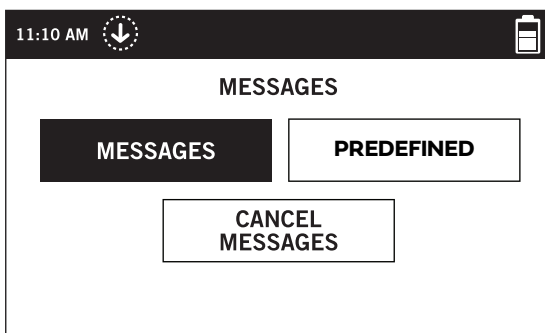 11:10 AM
MESSAGES
MESSAGES PREDEFINED
CANCEL
MESSAGES